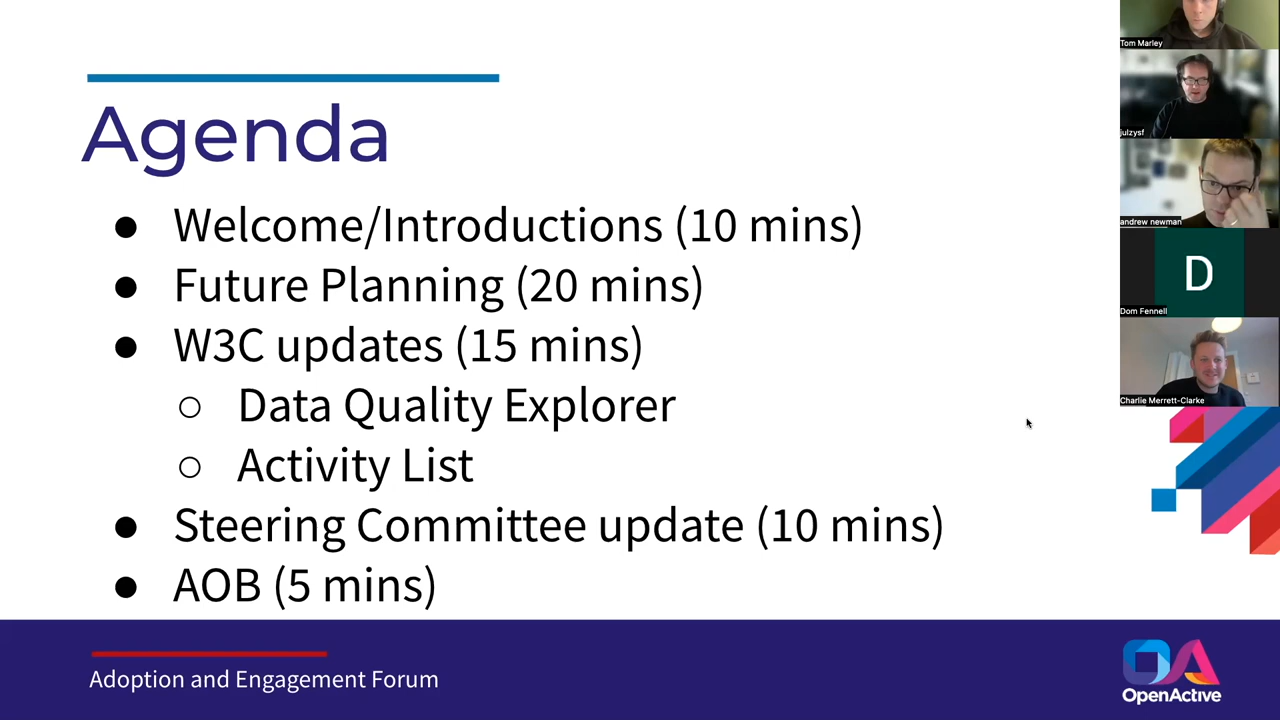 Agenda
● Welcome/Introductions (10 mins)
● Future Planning (20 mins)
● W3C updates (15 mins)
○ Data Quality Explorer
○ Activity List
● Steering Committee update (10 mins)
● AOB (5 mins)
Adoption and Engagement Forum
Tom Marley
julzysf
andrew newman
D
Dom Fennell
Charlie Merrett-Clarke
OA
OpenActive